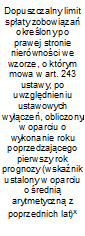 Dopuszczalny limit
spłaty zobowiązań
określony po
prawej stronie
nierówności we
wzorze, o którym
mowa w art. 243
ustawy, po
uwzględnieniu
ustawowych
wyłączeń, obliczony
w oparciu o
wykonanie roku
poprzedzającego
pierwszy rok
prognozy (wskaźnik
ustalony w oparciu
o średnią
arytmetyczną z
poprzednich lat)ˣ